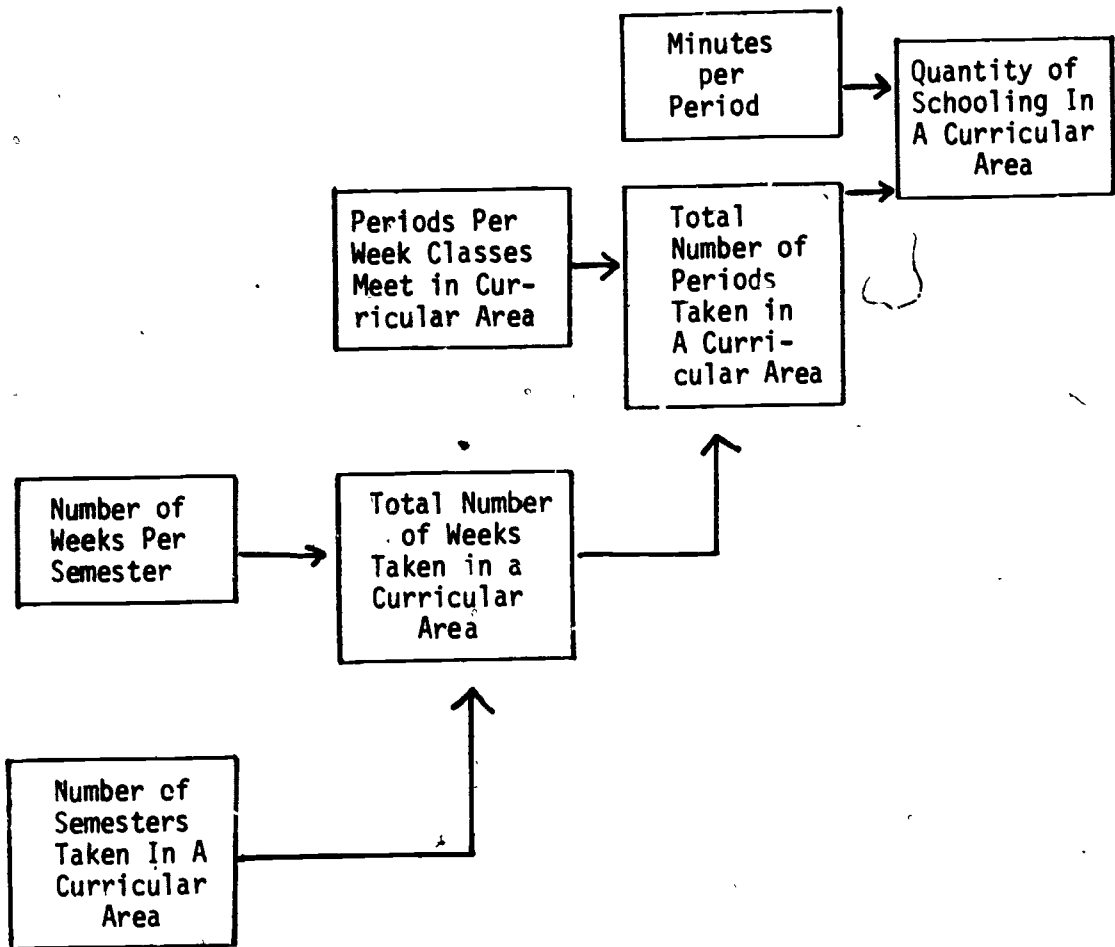 Minutes
per
Period
Quantity of
Schooling In
A Curricular
Area
Periods Per
Week Classes
Meet in Cur-
ricular Area
Total
Number of
Periods
Taken in
A Curri-
cular Area
Number of
Weeks Per
Semester
Total Number
of Weeks
Taken in a
Curricular
Area
Number of
Semesters
Taken In A
Curricular
Area